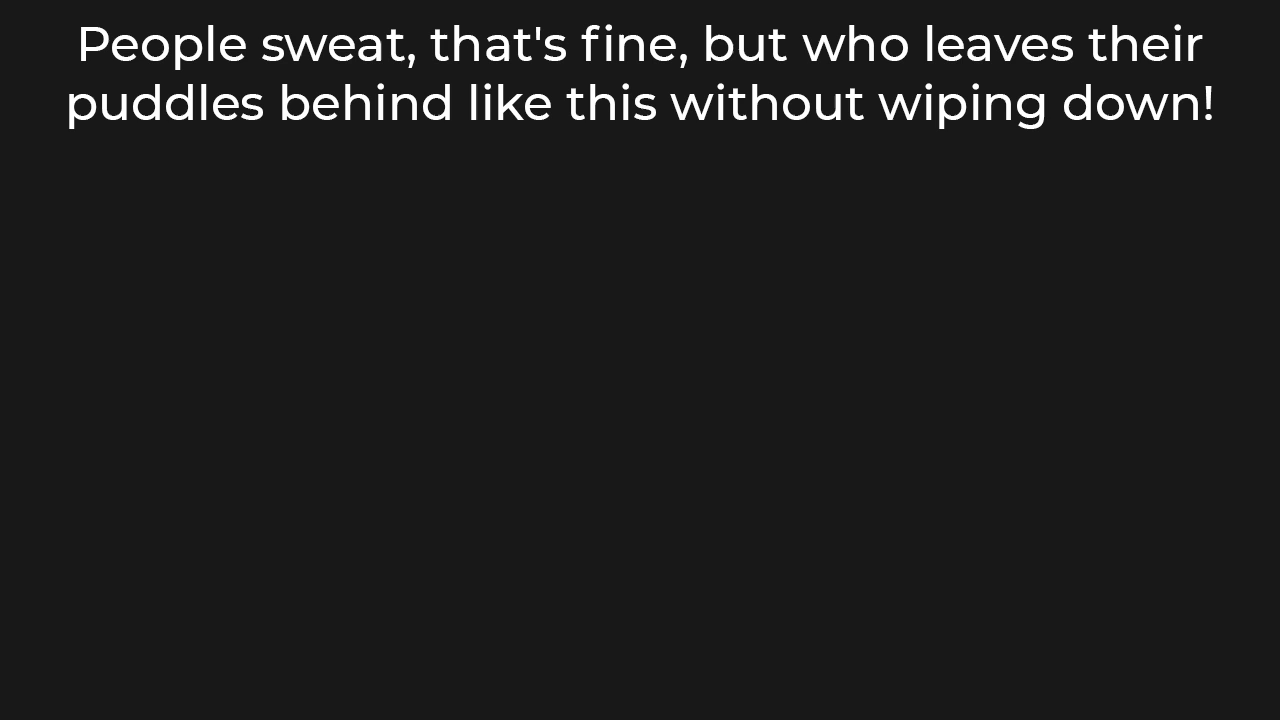 People sweat, that's fine, but who leaves their
puddles behind like this without wiping down!